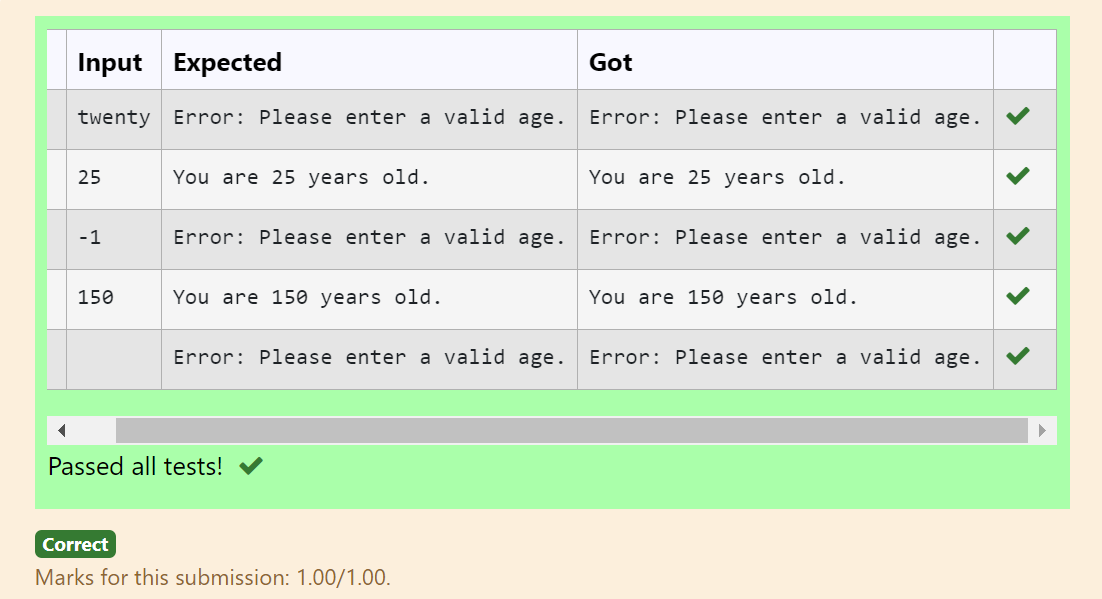 Input Expected Got
twenty Error: Please enter a valid age. Error: Please enter a valid age.
25 You are 25 years old. You are 25 years old.
-1 Error: Please enter a valid age. Error: Please enter a valid age.
150 You are 150 years old. You are 150 years old.
Error: Please enter a valid age. Error: Please enter a valid age.
Passed all tests!
Correct
Marks for this submission: 1.00/1.00.